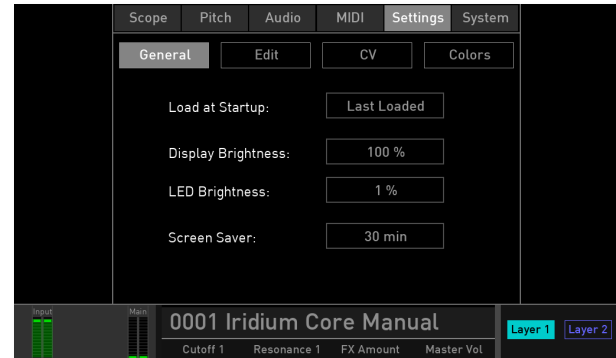 Scope Pitch Audio MIDI Settings System
General Edit CV Colors
Load at Startup: Last Loaded
Display Brightness: 100 %
LED Brightness: 1 %
Screen Saver: 30 min
Input Main 0001 Iridium Core Manual
Layer 1 Layer 2
Cutoff 1 Resonance 1 FX Amount Master Vol